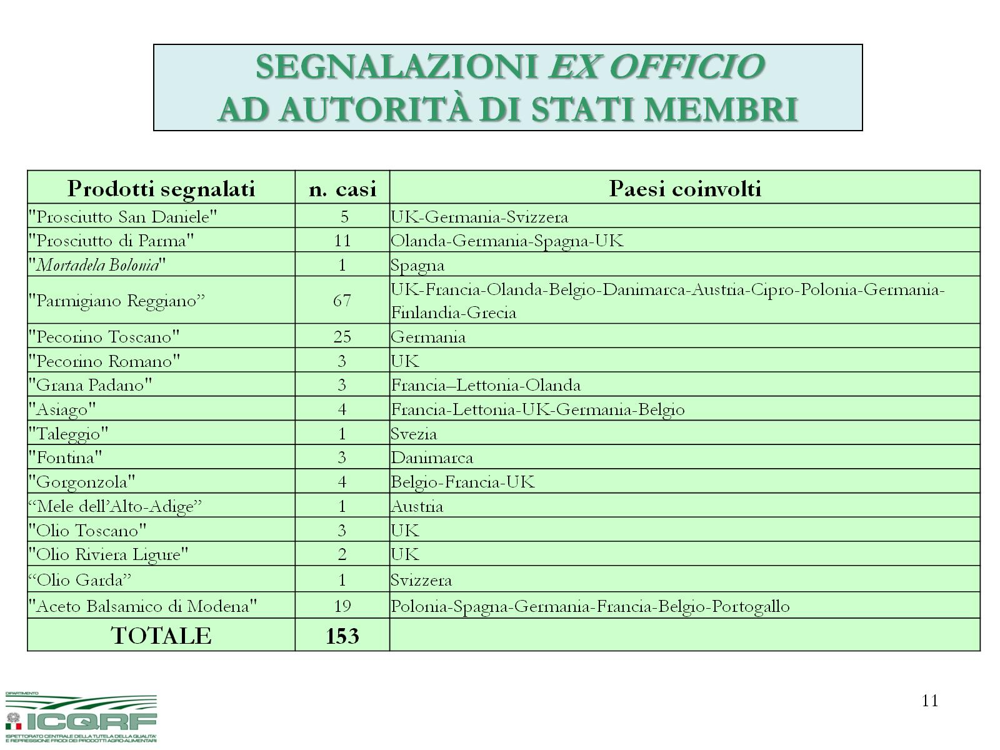 SEGNALAZIONI EX OFFICIO
AD AUTORITÀ DI STATI MEMBRI
Prodotti segnalati n. casi Paesi coinvolti
"Prosciutto San Daniele" 5 UK-Germania-Svizzera
"Prosciutto di Parma" 11 Olanda-Germania-Spagna-UK
"Mortadela Bolonia" 1 Spagna
"Parmigiano Reggiano” 67 UK-Francia-Olanda-Belgio-Danimarca-Austria-Cipro-Polonia-Germania-
Finlandia-Grecia
"Pecorino Toscano" 25 Germania
"Pecorino Romano" 3 UK
"Grana Padano" 3 Francia–Lettonia-Olanda
"Asiago" 4 Francia-Lettonia-UK-Germania-Belgio
"Taleggio" 1 Svezia
"Fontina" 3 Danimarca
"Gorgonzola" 4 Belgio-Francia-UK
“Mele dell’Alto-Adige” 1 Austria
"Olio Toscano" 3 UK
"Olio Riviera Ligure" 2 UK
“Olio Garda” 1 Svizzera
"Aceto Balsamico di Modena" 19 Polonia-Spagna-Germania-Francia-Belgio-Portogallo
TOTALE 153
DIPARTIMENTO
ICQRF
ISPETTORATO CENTRALE DELLA TUTELA DELLA QUALITA'
E REPRESSIONE FRODI DEI PRODOTTI AGRO-ALIMENTARI
11